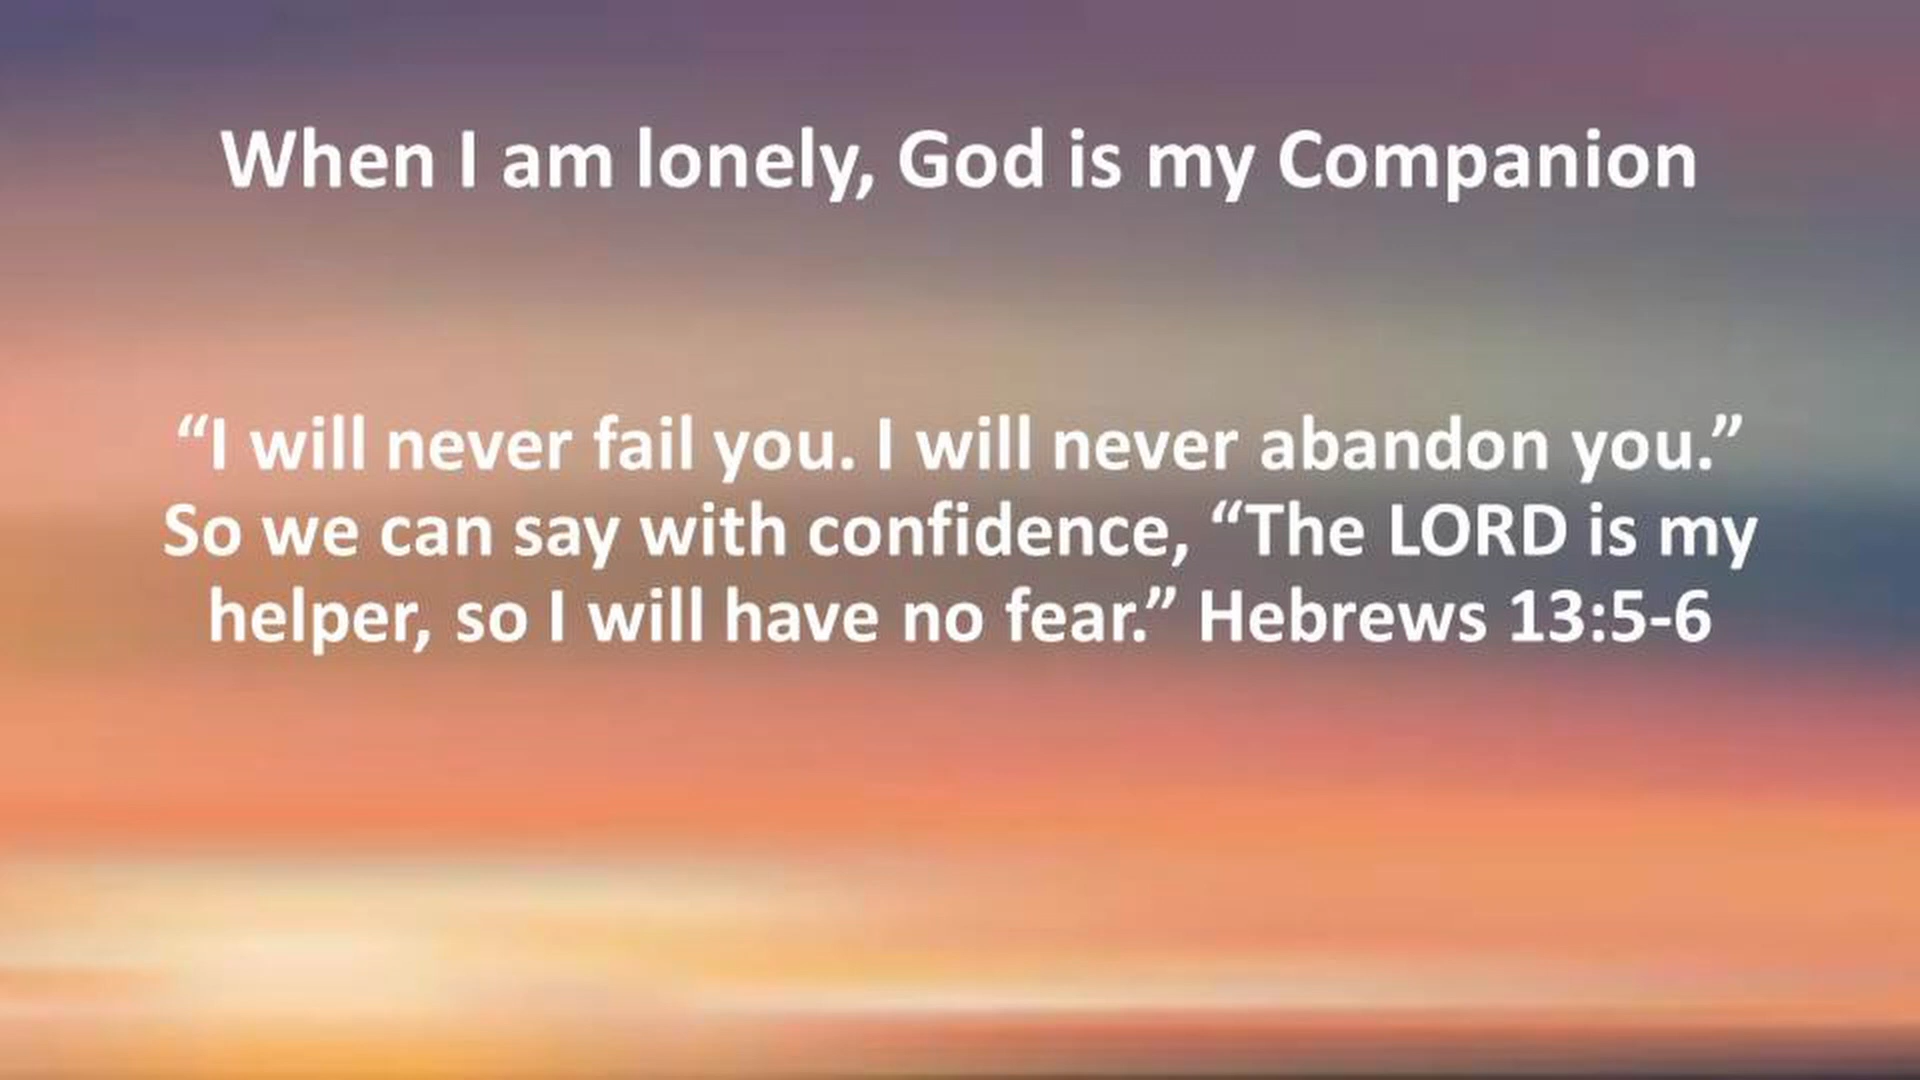 When I am lonely, God is my Companion
“I will never fail you. I will never abandon you.”
So we can say with confidence, “The LORD is my
helper, so I will have no fear.” Hebrews 13:5-6